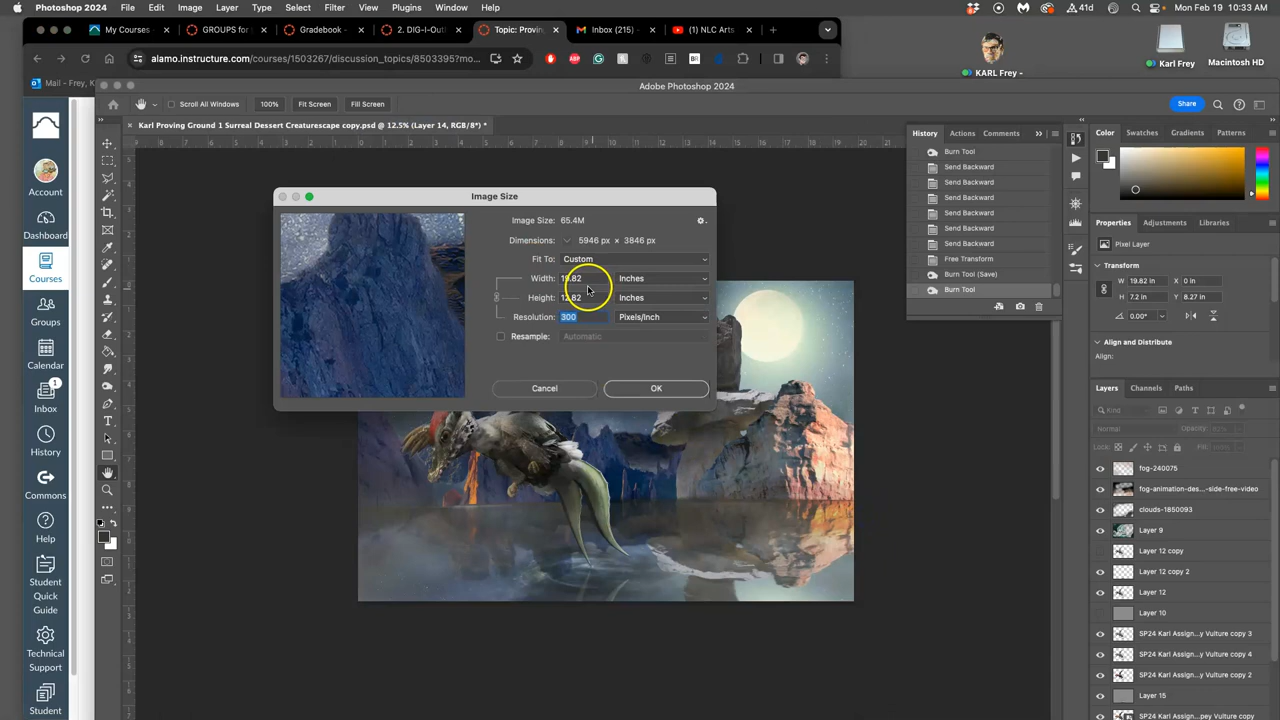 Photoshop 2024 File Edit Image Layer Type Select Filter 3D View Plugins Window Help 41d Mon Feb 19 10:33 AM
My Courses GROUPS for Gradebook - 2. DIG-I-Out Topic: Proving Inbox (215) - (1) NLC Arts
alamo.instructure.com/courses/1503267/discussion_topics/8503395?mo...
Mail – Frey, K
KARL FREY -
Karl Frey
Macintosh HD
Adobe Photoshop 2024
Scroll All Windows 100% Fit Screen Fill Screen Share
Karl Proving Ground 1 Surreal Dessert Creaturescape copy.psd @ 12.5% (Layer 14, RGB/8*) *
Account
Dashboard
Courses
Groups
Calendar
1
Inbox
History
Commons
Help
Student
Quick
Guide
Technical
Support
Student
Image Size
Image Size: 65.4M
Dimensions: 5946 px × 3846 px
Fit To: Custom
Width: 19.82 Inches
Height: 12.82 Inches
Resolution: 300 Pixels/Inch
Resample: Automatic
Cancel OK
History Actions Comments
Burn Tool
Send Backward
Send Backward
Send Backward
Send Backward
Send Backward
Send Backward
Free Transform
Burn Tool (Save)
Burn Tool
Color Swatches Gradients Patterns
Properties Adjustments Libraries
Pixel Layer
Transform
W 19.82 in X 0 in
H 7.2 in Y 8.27 in
0.00°
Align and Distribute
Align:
Layers Channels Paths
Kind
Normal Opacity:
Lock: Fill:
fog-240075
fog-animation-des...-side-free-video
clouds-1850093
Layer 9
Layer 12 copy
Layer 12 copy 2
Layer 12
Layer 10
SP24 Karl Assign...y Vulture copy 3
SP24 Karl Assign...y Vulture copy 4
SP24 Karl Assign...y Vulture copy 2
Layer 15
SP24 Karl Assign...pey Vulture copy